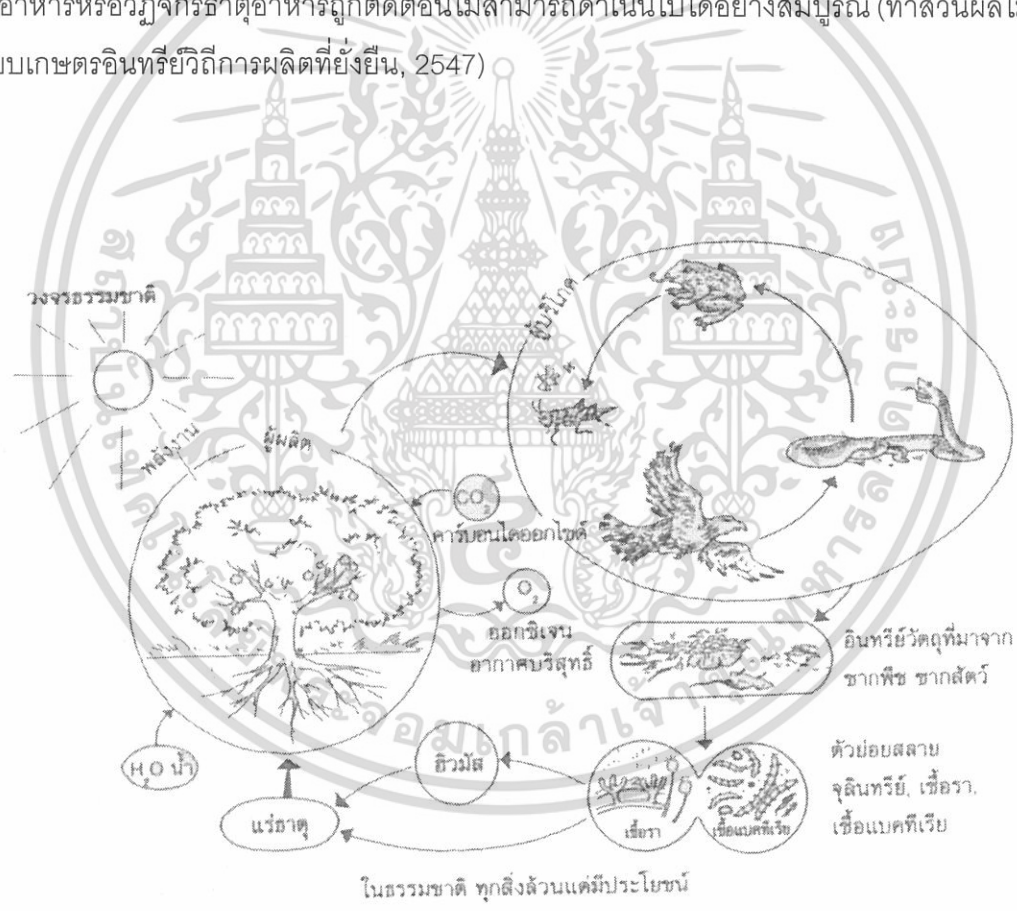 อาหารหรือวัฏจักรธาตุอาหารถูกตัดตอนไม่สามารถดำเนินไปได้อย่างสมบูรณ์ (ทำสวนผลไม้
บบเกษตรอินทรีย์วิถีการผลิตที่ยั่งยืน, 2547)
วงจรธรรมชาติ
พลังงาน
ผู้ผลิต
ผู้บริโภค
CO2
คาร์บอนไดออกไซด์
O2
ออกซิเจน
อากาศบริสุทธิ์
อินทรีย์วัตถุที่มาจาก
ซากพืช ซากสัตว์
H2O น้ำ
ฮิวมัส
แร่ธาตุ
เชื้อรา
เชื้อแบคทีเรีย
ตัวย่อยสลาย
จุลินทรีย์, เชื้อรา,
เชื้อแบคทีเรีย
ในธรรมชาติ ทุกสิ่งล้วนแต่มีประโยชน์